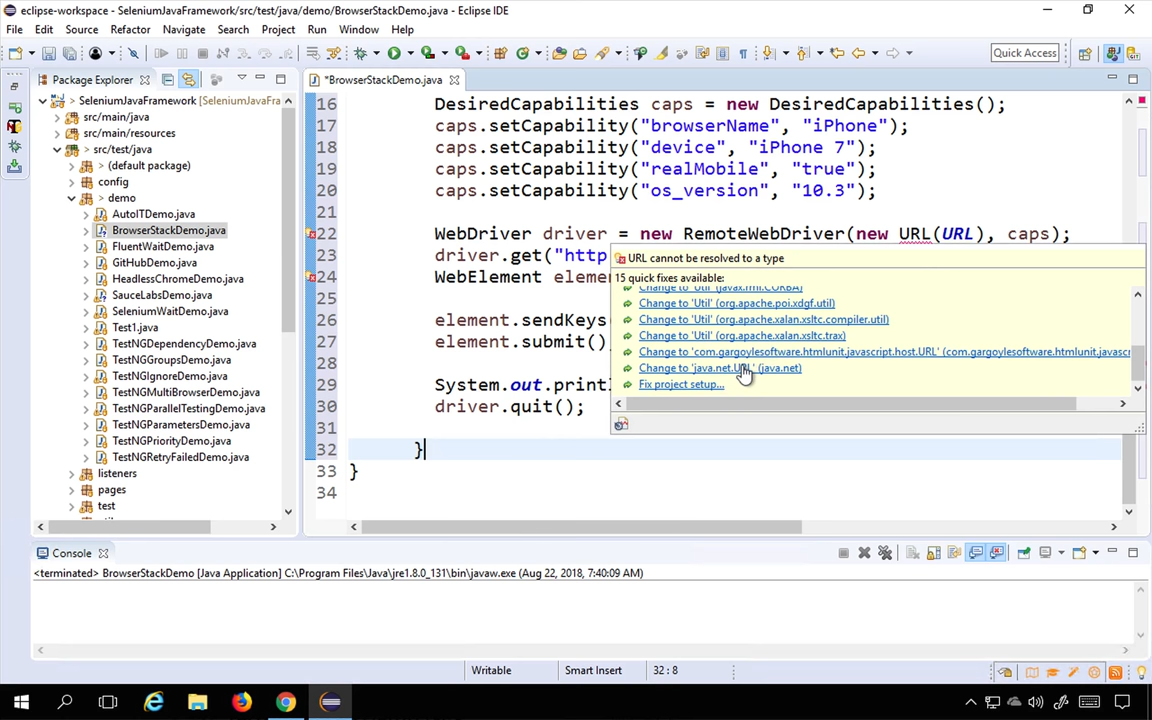 eclipse-workspace - SeleniumJavaFramework/src/test/java/demo/BrowserStackDemo.java - Eclipse IDE
File Edit Source Refactor Navigate Search Project Run Window Help
Quick Access
Package Explorer
*BrowserStackDemo.java
> SeleniumJavaFramework [SeleniumJavaFra
src/main/java
src/main/resources
> src/test/java
> (default package)
config
> demo
AutoITDemo.java
BrowserStackDemo.java
FluentWaitDemo.java
GitHubDemo.java
HeadlessChromeDemo.java
SauceLabsDemo.java
SeleniumWaitDemo.java
Test1.java
TestNGDependencyDemo.java
TestNGGroupsDemo.java
TestNGIgnoreDemo.java
TestNGMultiBrowserDemo.java
TestNGParallelTestingDemo.java
TestNGParametersDemo.java
TestNGPriorityDemo.java
TestNGRetryFailedDemo.java
listeners
pages
test
16 DesiredCapabilities caps = new DesiredCapabilities();
17 caps.setCapability("browserName", "iPhone");
18 caps.setCapability("device", "iPhone 7");
19 caps.setCapability("realMobile", "true");
20 caps.setCapability("os_version", "10.3");
21
22 WebDriver driver = new RemoteWebDriver(new URL(URL), caps);
23 driver.get("http
24 WebElement elemen
25
26 element.sendKeys(
27 element.submit()
28
29 System.out.print
30 driver.quit();
31
32 }
33 }
34
URL cannot be resolved to a type
15 quick fixes available:
Change to 'Util' (javax.rmi.CORBA)
Change to 'Util' (org.apache.poi.xdgf.util)
Change to 'Util' (org.apache.xalan.xsltc.compiler.util)
Change to 'Util' (org.apache.xalan.xsltc.trax)
Change to 'com.gargoylesoftware.htmlunit.javascript.host.URL' (com.gargoylesoftware.htmlunit.javascr
Change to 'java.net.URL' (java.net)
Fix project setup...
Console
<terminated> BrowserStackDemo [Java Application] C:\Program Files\Java\jre1.8.0_131\bin\javaw.exe (Aug 22, 2018, 7:40:09 AM)
Writable Smart Insert 32 : 8